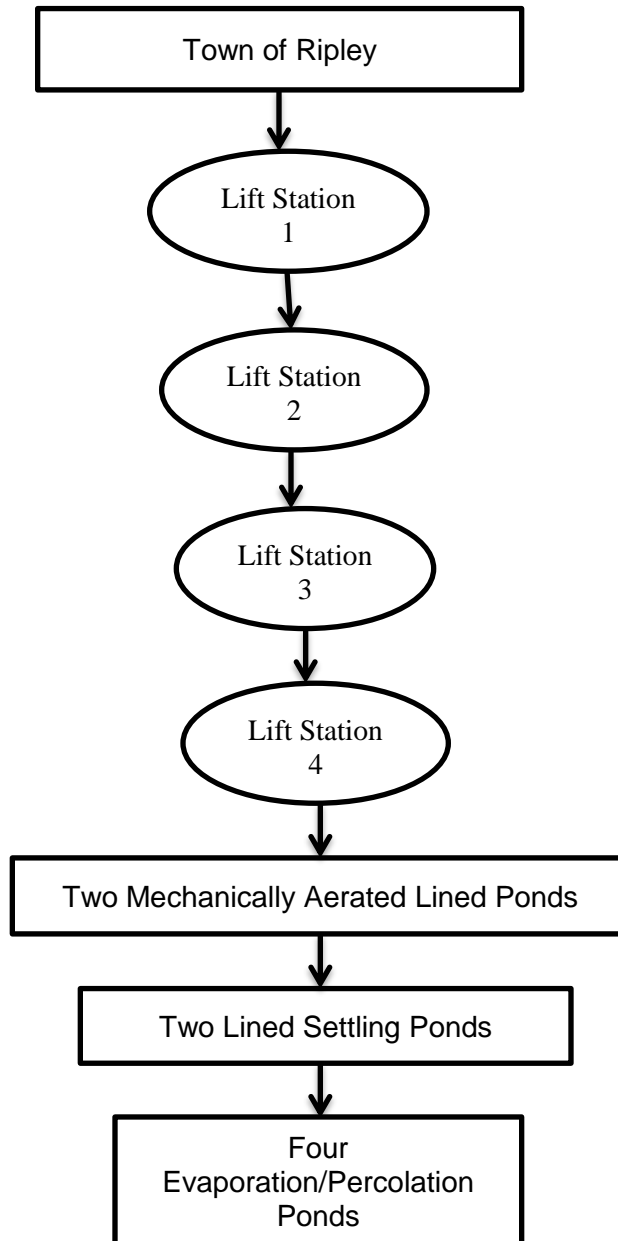 Town of Ripley
Lift Station
1
Lift Station
2
Lift Station
3
Lift Station
4
Two Mechanically Aerated Lined Ponds
Two Lined Settling Ponds
Four
Evaporation/Percolation
Ponds